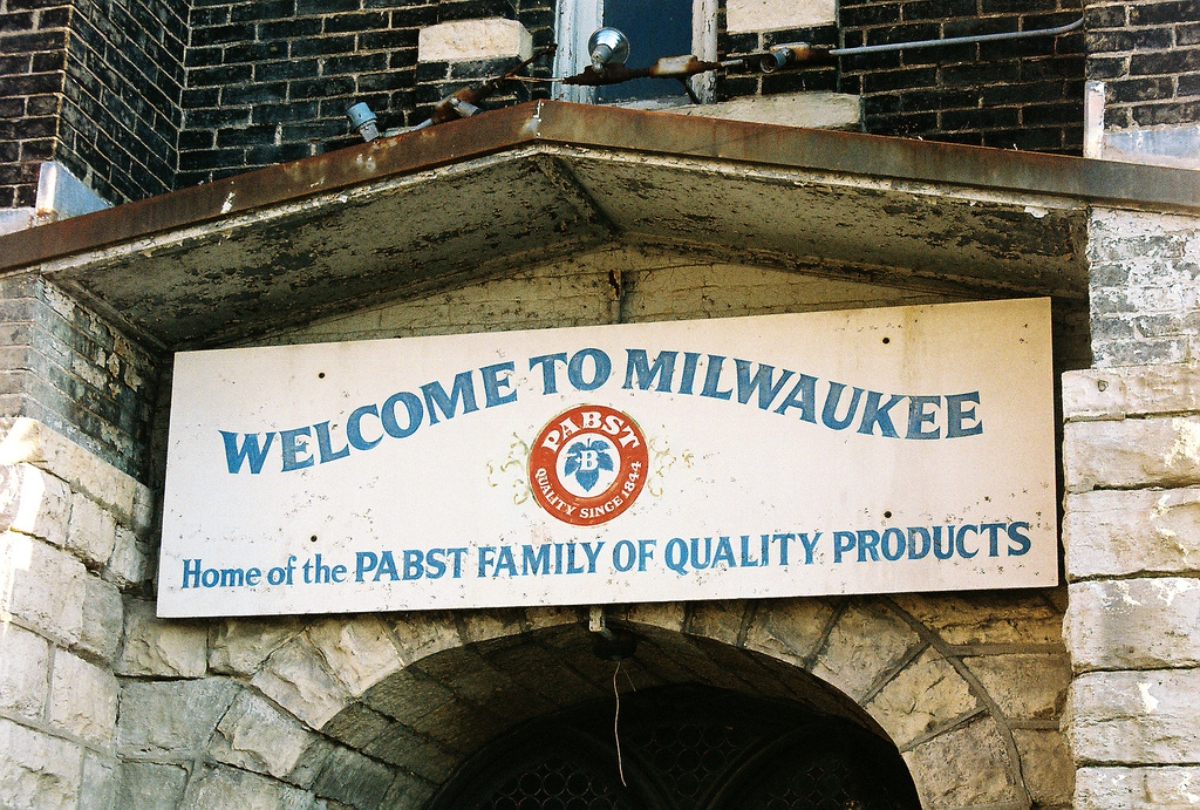 WELCOME TO MILWAUKEE
PABST
B
QUALITY SINCE 1844
Home of the PABST FAMILY OF QUALITY PRODUCTS